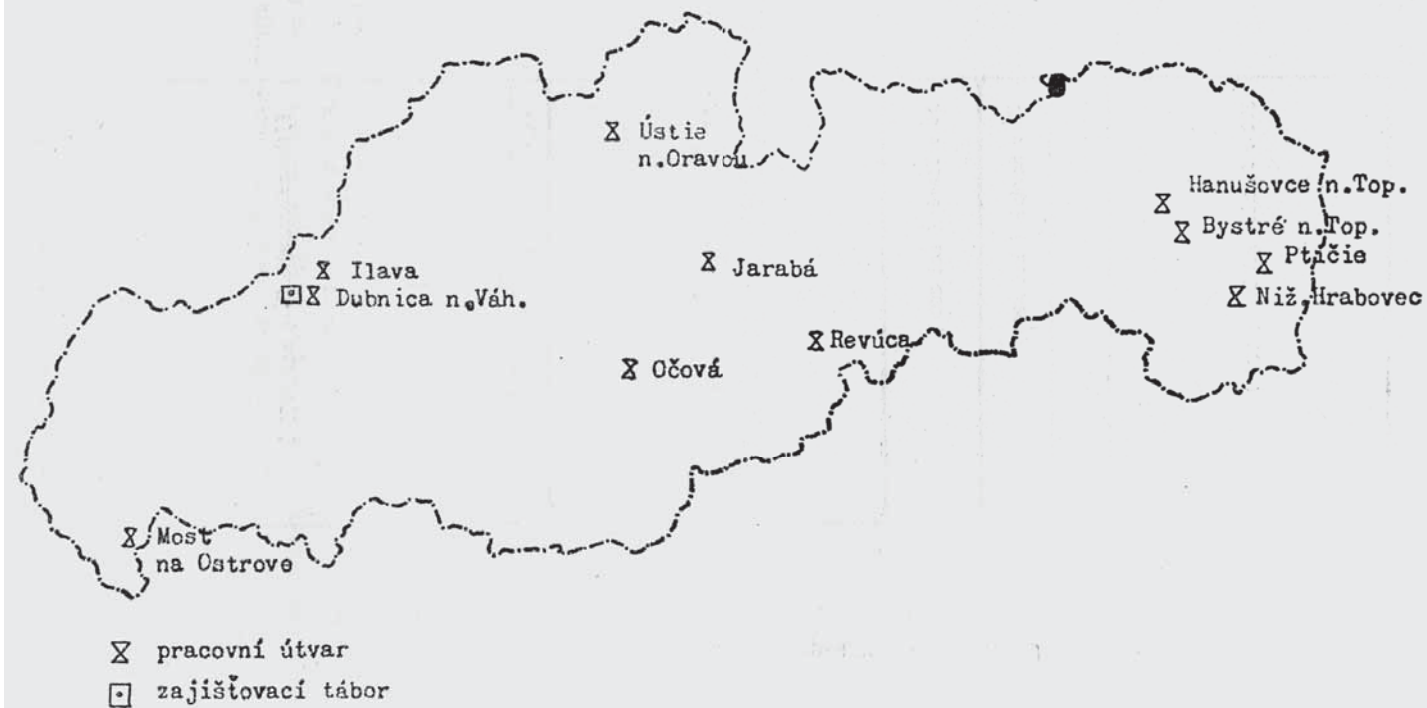 Ústie
n.Oravou
Hanušovce n.Top.
Bystré n.Top.
Ptičie
Ilava
Jarabá
Dubnica n.Váh.
Niž.Hrabovec
Revúca
Očová
Most
na Ostrove
pracovní útvar
zajišťovací tábor